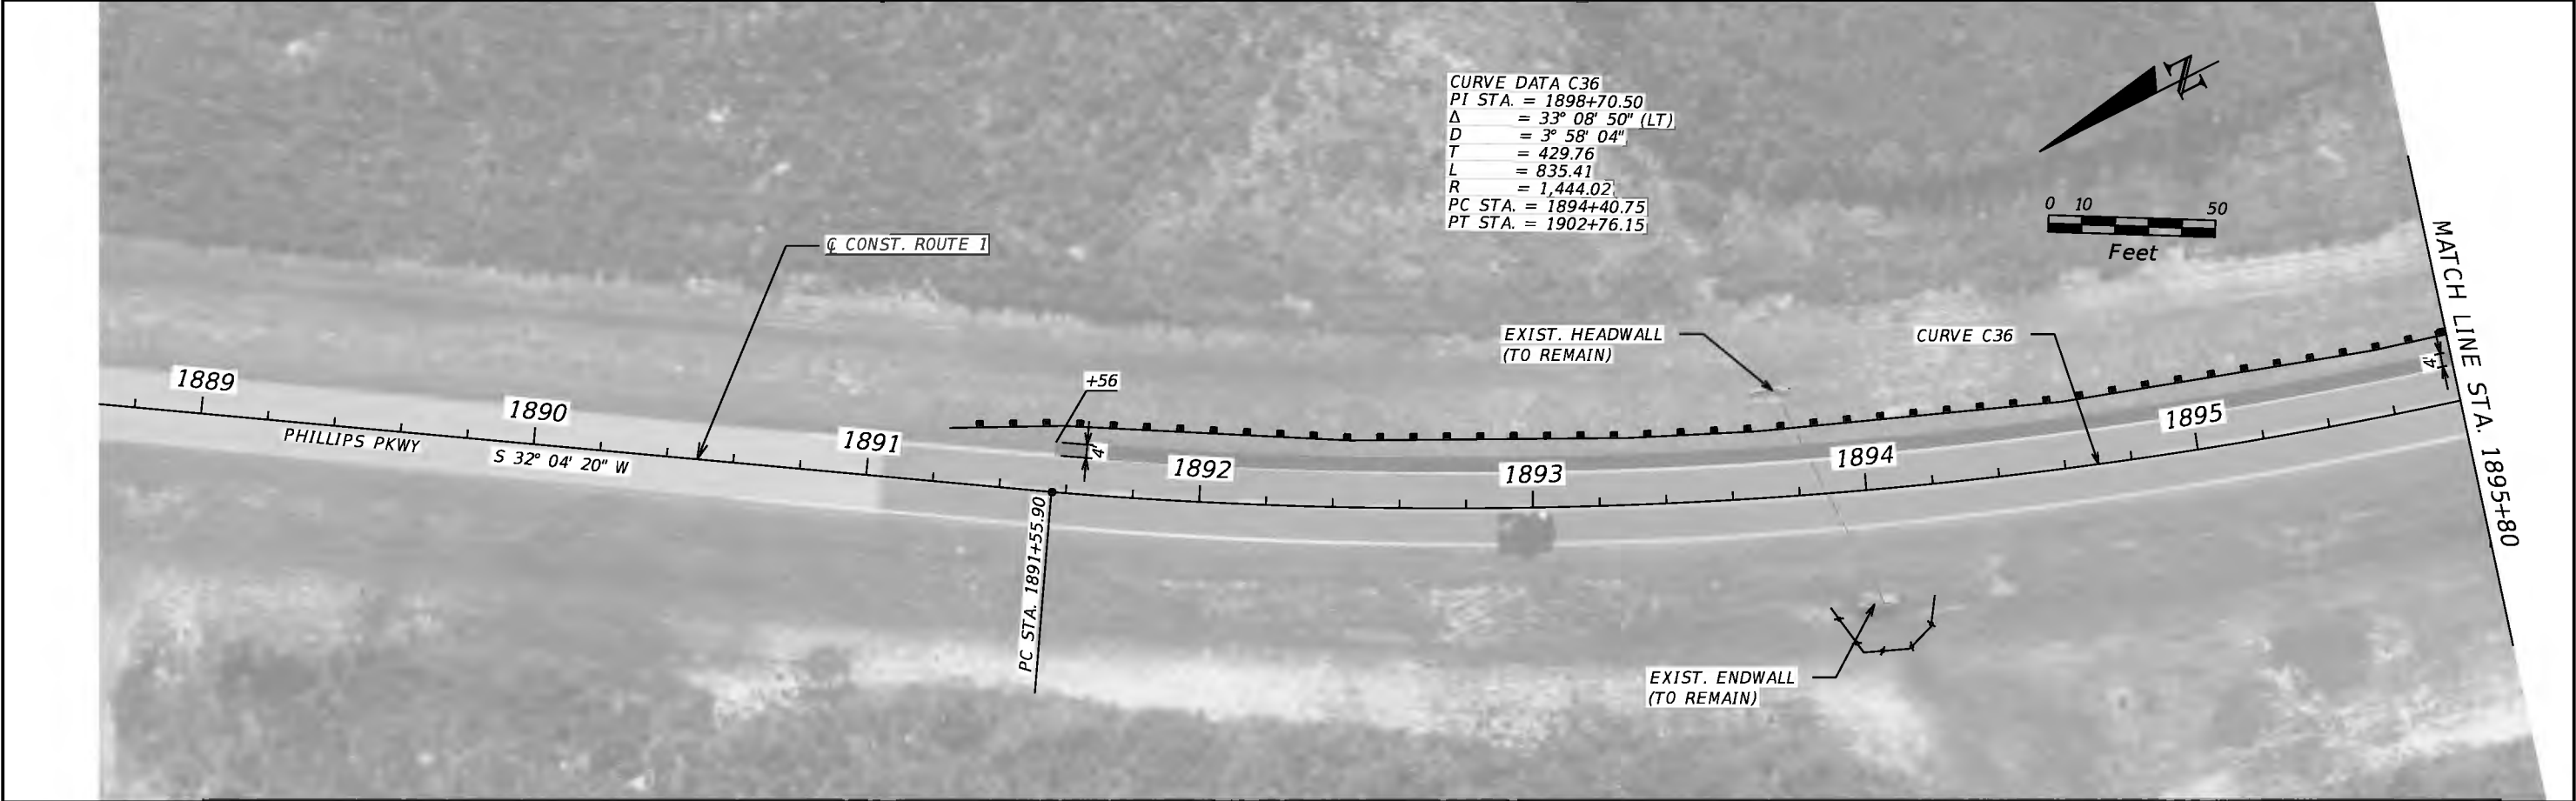 CURVE DATA C36
PI STA. = 1898+70.50
Δ = 33° 08' 50" (LT)
D = 3° 58' 04"
T = 429.76
L = 835.41
R = 1,444.02
PC STA. = 1894+40.75
PT STA. = 1902+76.15
N
0 10 50
Feet
℄ CONST. ROUTE 1
EXIST. HEADWALL
(TO REMAIN)
CURVE C36
MATCH LINE STA. 1895+80
4'
+56
4'
1889
1890
1891
1892
1893
1894
1895
PHILLIPS PKWY
S 32° 04' 20" W
PC STA. 1891+55.90
EXIST. ENDWALL
(TO REMAIN)